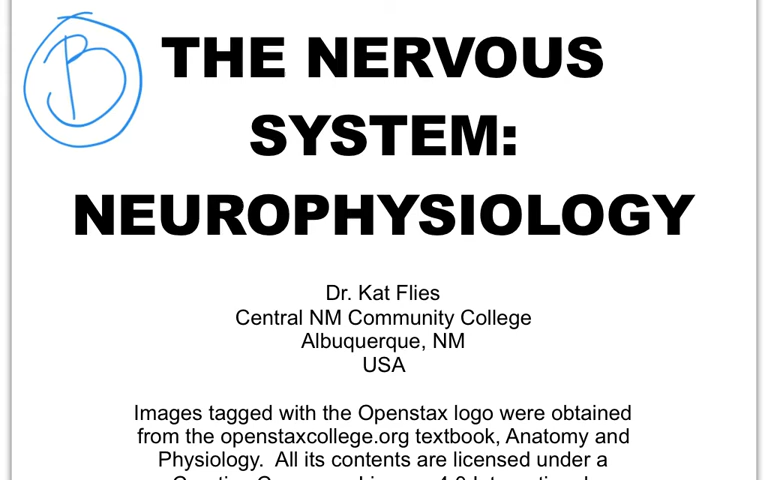 B
THE NERVOUS
SYSTEM:
NEUROPHYSIOLOGY
Dr. Kat Flies
Central NM Community College
Albuquerque, NM
USA
Images tagged with the Openstax logo were obtained
from the openstaxcollege.org textbook, Anatomy and
Physiology.  All its contents are licensed under a